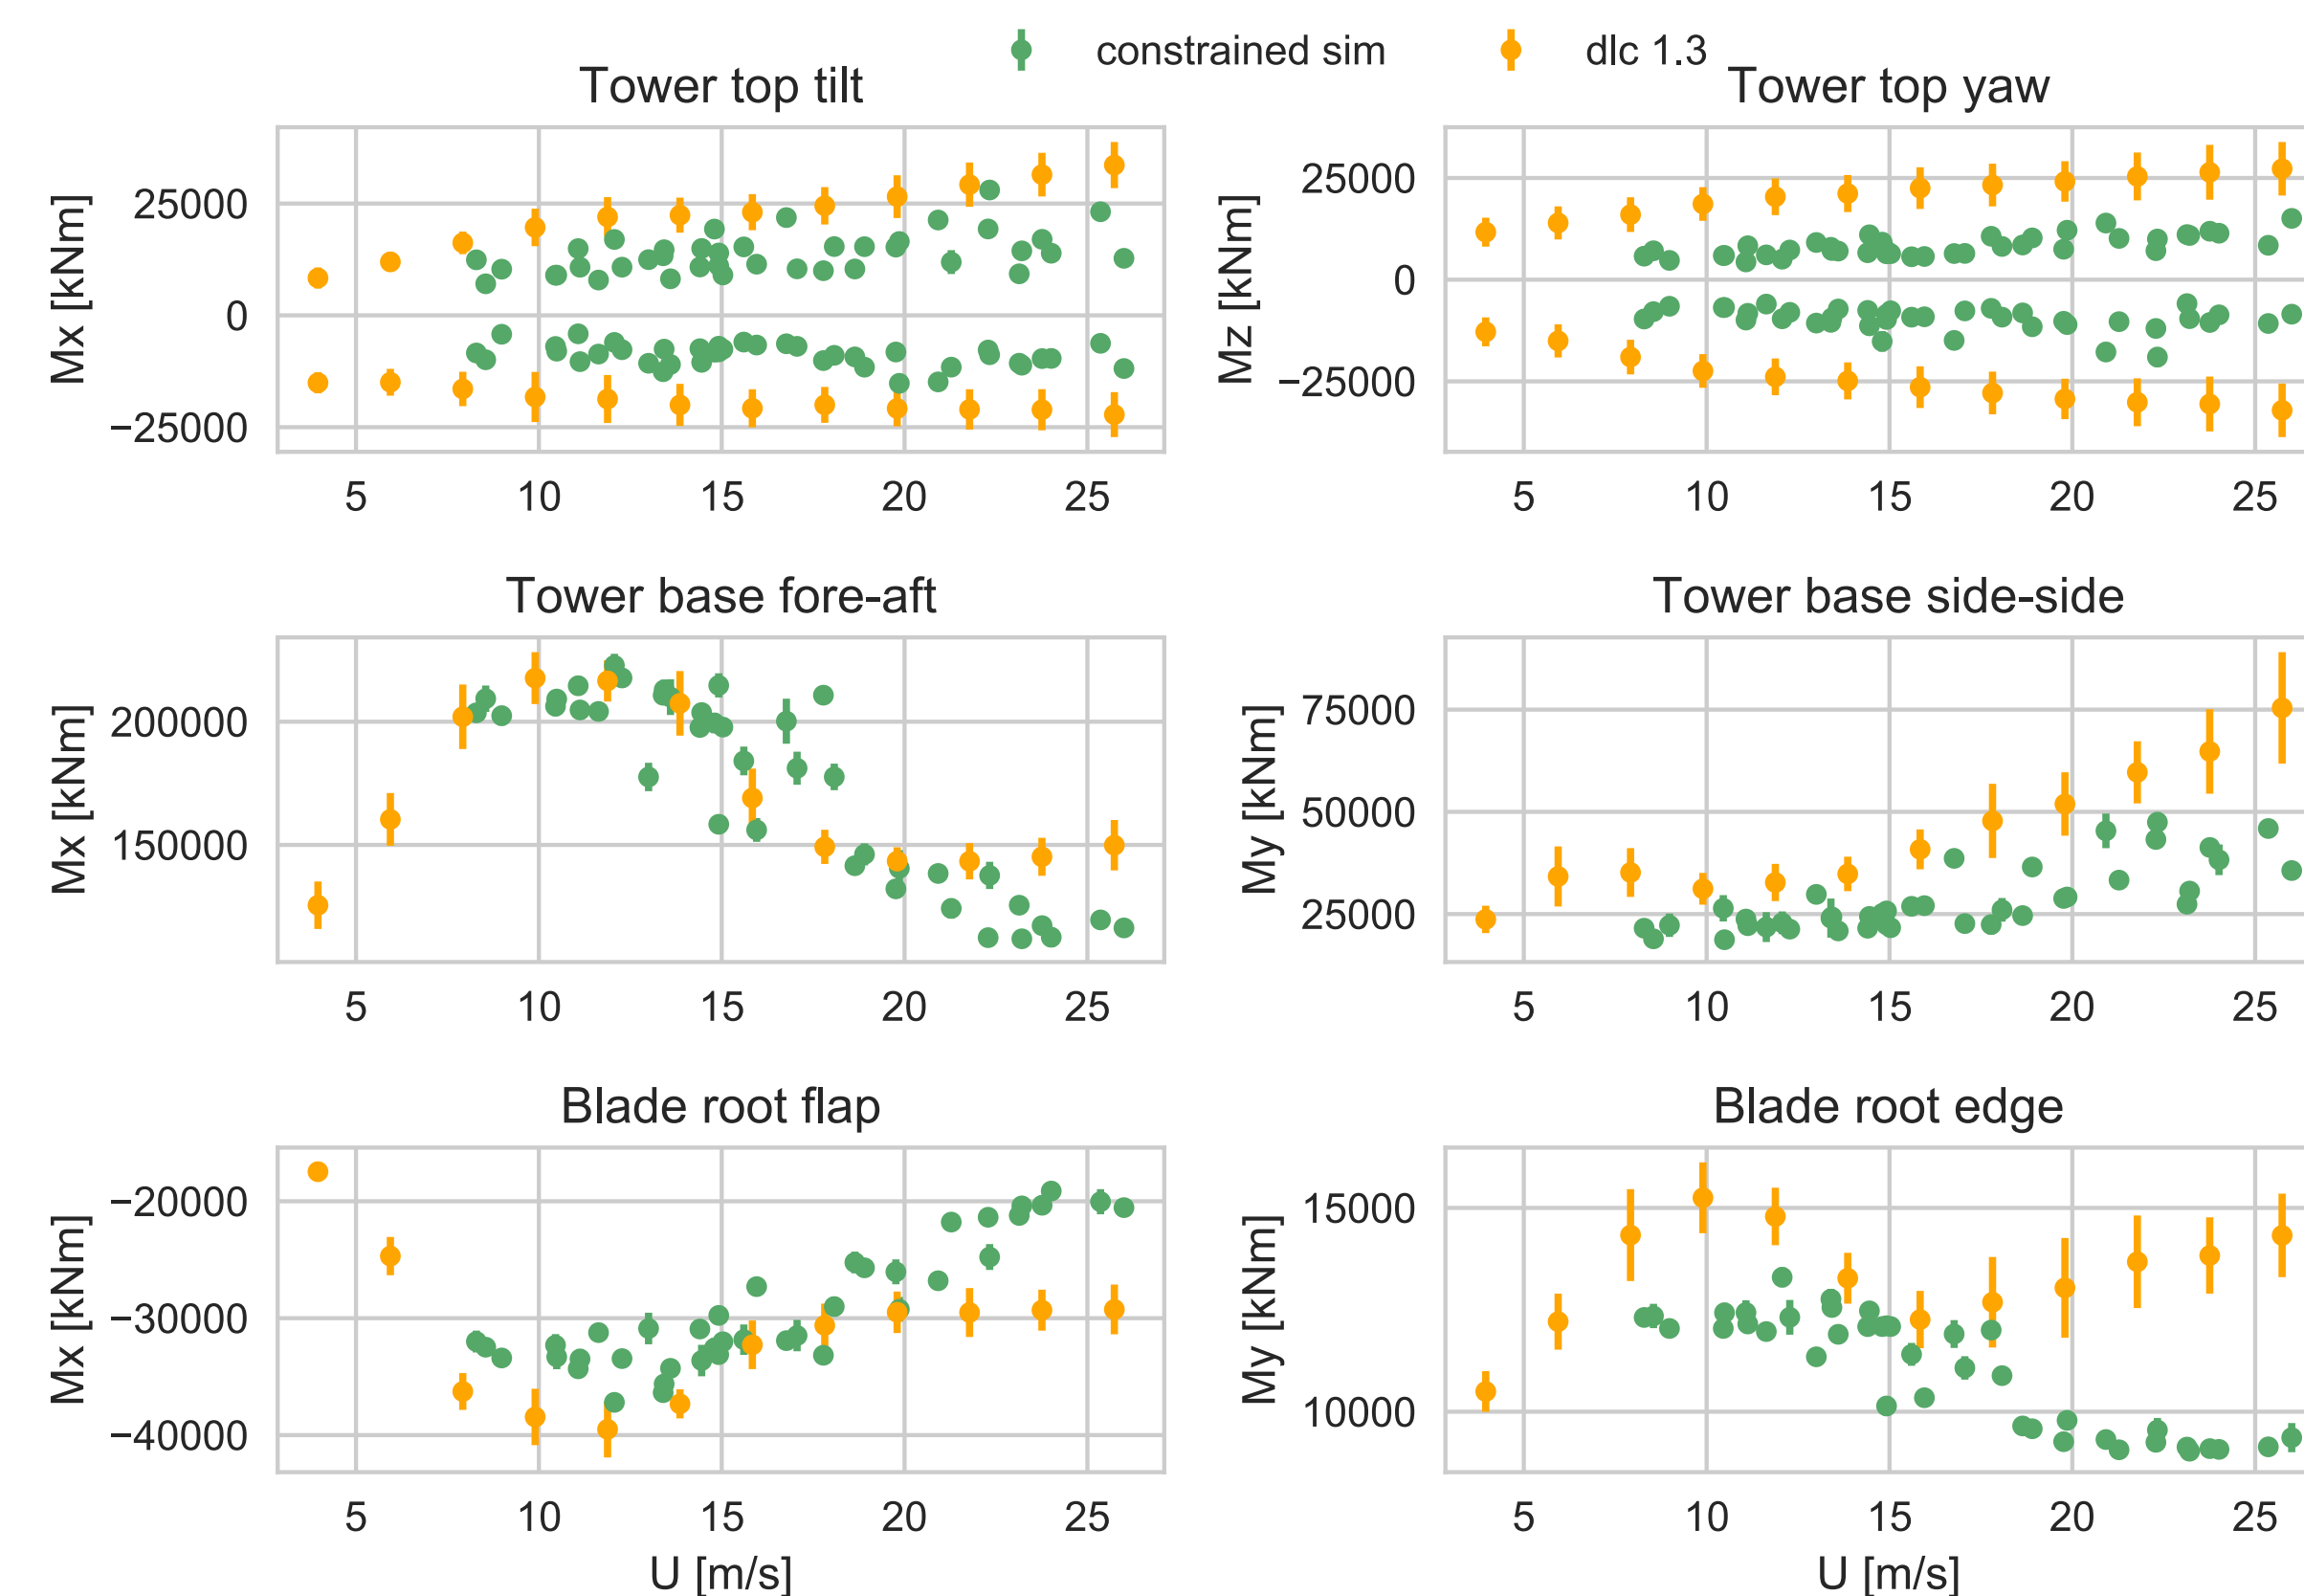 constrained sim dlc 1.3
Tower top tilt Tower top yaw
Mx [kNm]
25000
0
−25000
5 10 15 20 25
Mz [kNm]
25000
0
−25000
5 10 15 20 25
Tower base fore-aft Tower base side-side
Mx [kNm]
200000
150000
5 10 15 20 25
My [kNm]
75000
50000
25000
5 10 15 20 25
Blade root flap Blade root edge
Mx [kNm]
−20000
−30000
−40000
5 10 15 20 25
U [m/s]
My [kNm]
15000
10000
5 10 15 20 25
U [m/s]